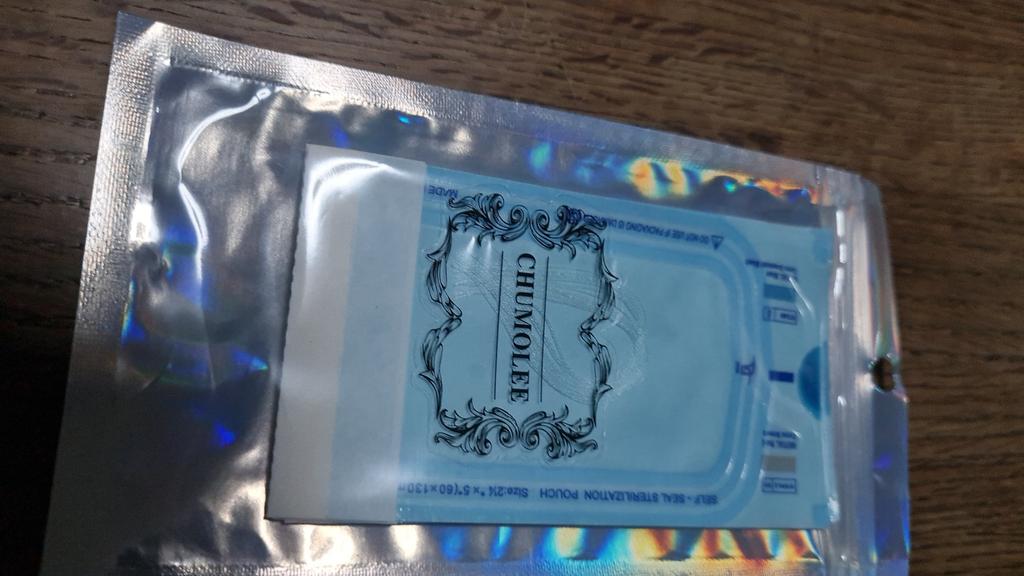 CHUMOLEE
MADE
DO NOT USE IF PACKAGING IS
SELF - SEAL STERILIZATION POUCH Size:2¼" x 5"(60×130